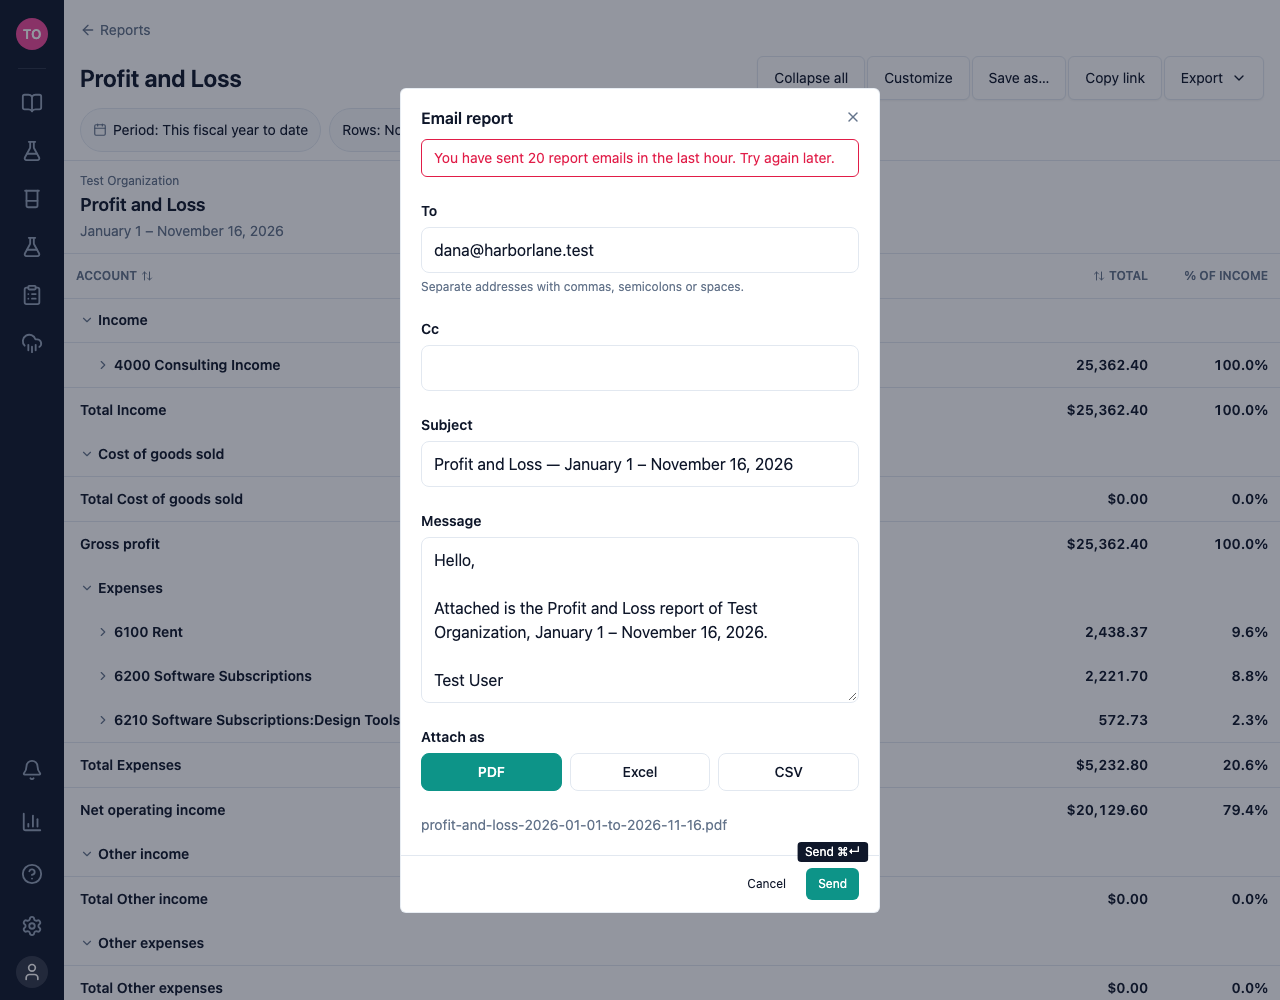 TO
Reports
Profit and Loss
Collapse all
Customize
Save as...
Copy link
Export
Period: This fiscal year to date
Rows: No
Test Organization
Profit and Loss
January 1 – November 16, 2026
ACCOUNT
TOTAL
% OF INCOME
Income
4000 Consulting Income
25,362.40
100.0%
Total Income
$25,362.40
100.0%
Cost of goods sold
Total Cost of goods sold
$0.00
0.0%
Gross profit
$25,362.40
100.0%
Expenses
6100 Rent
2,438.37
9.6%
6200 Software Subscriptions
2,221.70
8.8%
6210 Software Subscriptions:Design Tools
572.73
2.3%
Total Expenses
$5,232.80
20.6%
Net operating income
$20,129.60
79.4%
Other income
Total Other income
$0.00
0.0%
Other expenses
Total Other expenses
$0.00
0.0%
Email report
You have sent 20 report emails in the last hour. Try again later.
To
dana@harborlane.test
Separate addresses with commas, semicolons or spaces.
Cc
Subject
Profit and Loss — January 1 – November 16, 2026
Message
Hello,
Attached is the Profit and Loss report of Test
Organization, January 1 – November 16, 2026.
Test User
Attach as
PDF
Excel
CSV
profit-and-loss-2026-01-01-to-2026-11-16.pdf
Send ⌘↵
Cancel
Send